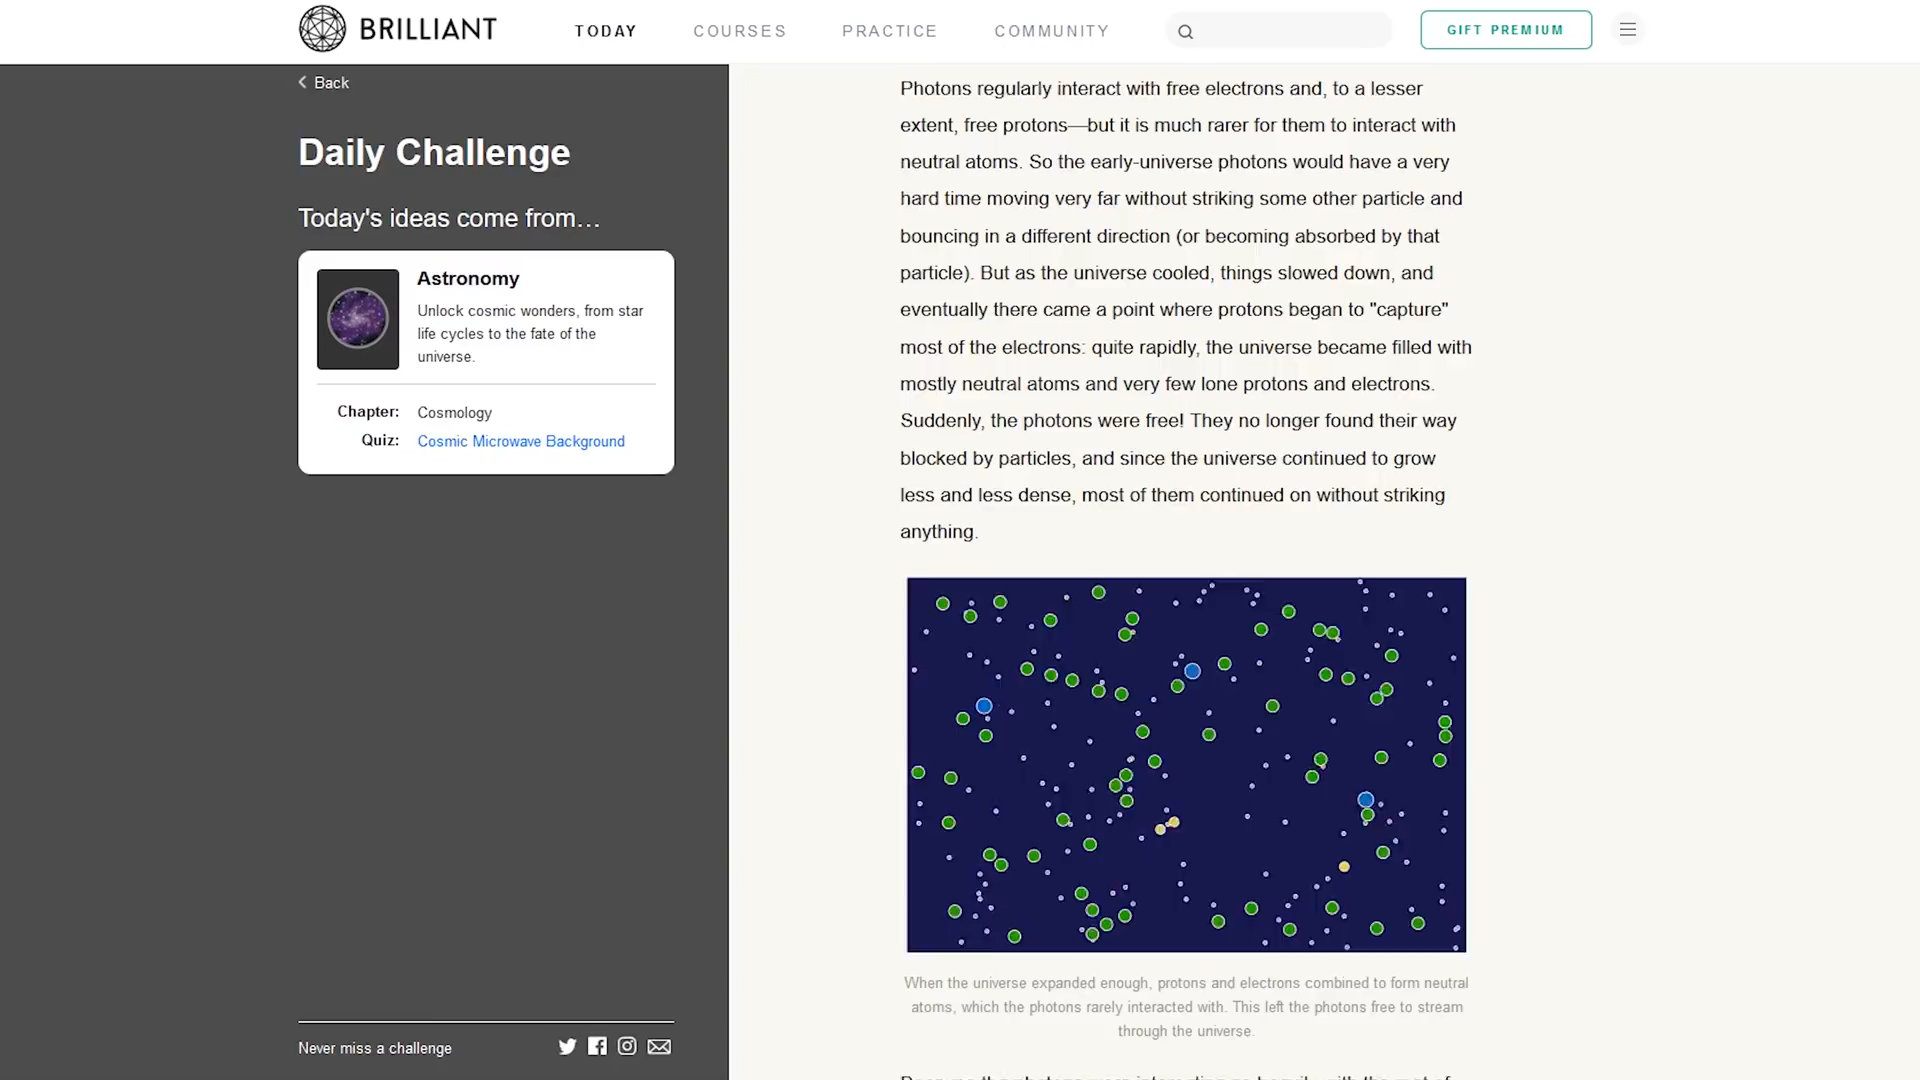 BRILLIANT
TODAY
COURSES
PRACTICE
COMMUNITY
GIFT PREMIUM
Back
Daily Challenge
Today's ideas come from…
Astronomy
Unlock cosmic wonders, from star
life cycles to the fate of the
universe.
Chapter: Cosmology
Quiz: Cosmic Microwave Background
Never miss a challenge
Photons regularly interact with free electrons and, to a lesser
extent, free protons—but it is much rarer for them to interact with
neutral atoms. So the early-universe photons would have a very
hard time moving very far without striking some other particle and
bouncing in a different direction (or becoming absorbed by that
particle). But as the universe cooled, things slowed down, and
eventually there came a point where protons began to "capture"
most of the electrons: quite rapidly, the universe became filled with
mostly neutral atoms and very few lone protons and electrons.
Suddenly, the photons were free! They no longer found their way
blocked by particles, and since the universe continued to grow
less and less dense, most of them continued on without striking
anything.
When the universe expanded enough, protons and electrons combined to form neutral
atoms, which the photons rarely interacted with. This left the photons free to stream
through the universe.